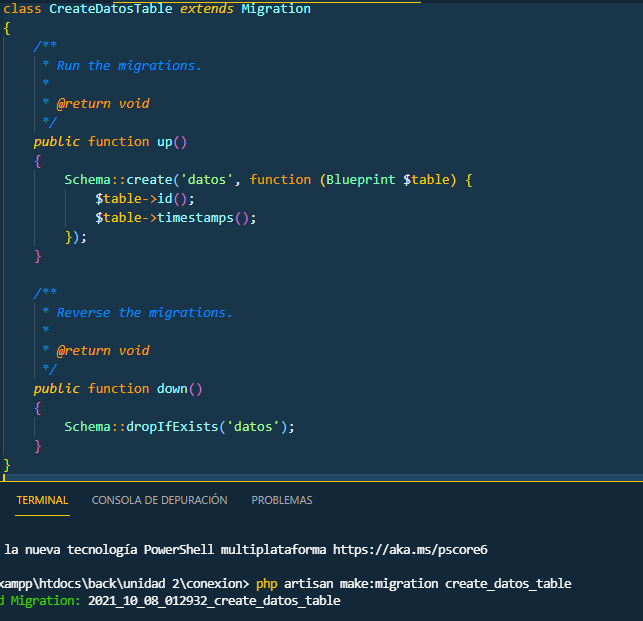 class CreateDatosTable extends Migration
{
/**
* Run the migrations.
*
* @return void
*/
public function up()
{
Schema::create('datos', function (Blueprint $table) {
$table->id();
$table->timestamps();
});
}
/**
* Reverse the migrations.
*
* @return void
*/
public function down()
{
Schema::dropIfExists('datos');
}
}
TERMINAL CONSOLA DE DEPURACIÓN PROBLEMAS
la nueva tecnología PowerShell multiplataforma https://aka.ms/pscore6
xampp\htdocs\back\unidad 2\conexion> php artisan make:migration create_datos_table
d Migration: 2021_10_08_012932_create_datos_table